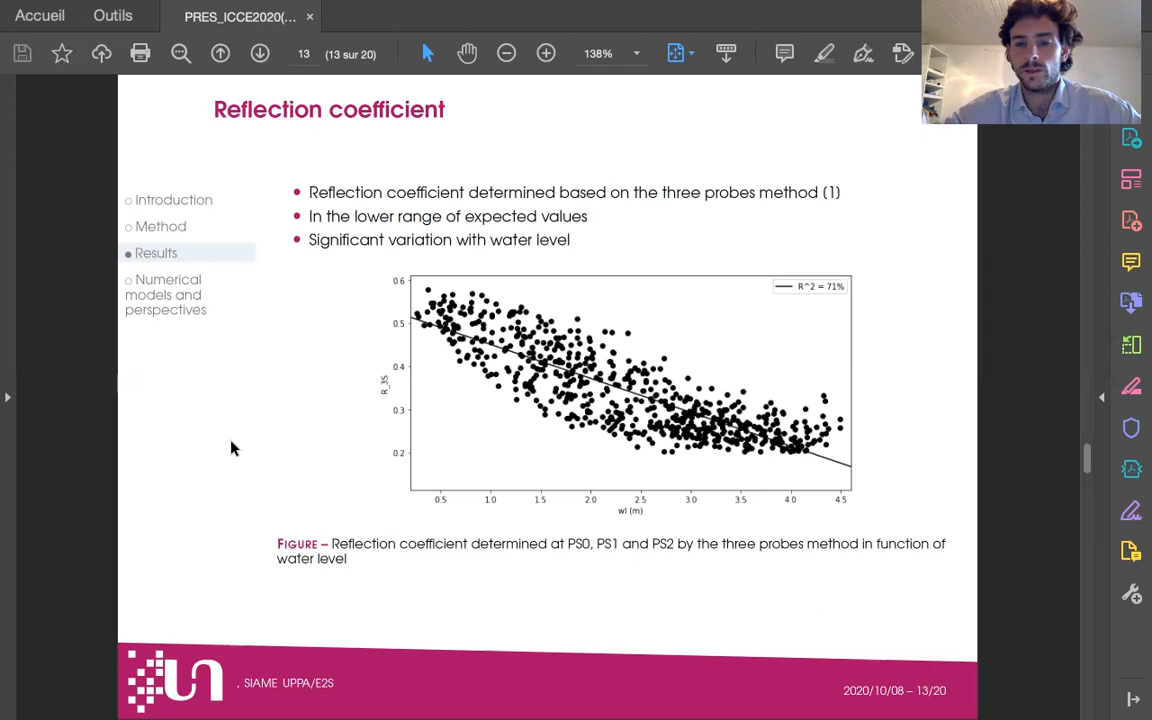 Accueil
Outils
PRES_ICCE2020(...
×
13
(13 sur 20)
138%
Reflection coefficient
Introduction
Method
Results
Numerical
models and
perspectives
• Reflection coefficient determined based on the three probes method (1)
• In the lower range of expected values
• Significant variation with water level
R^2 = 71%
0.6
0.5
0.4
0.3
0.2
R_3S
0.5 1.0 1.5 2.0 2.5 3.0 3.5 4.0 4.5
wl (m)
FIGURE – Reflection coefficient determined at PS0, PS1 and PS2 by the three probes method in function of
water level
, SIAME UPPA/E2S
2020/10/08 – 13/20